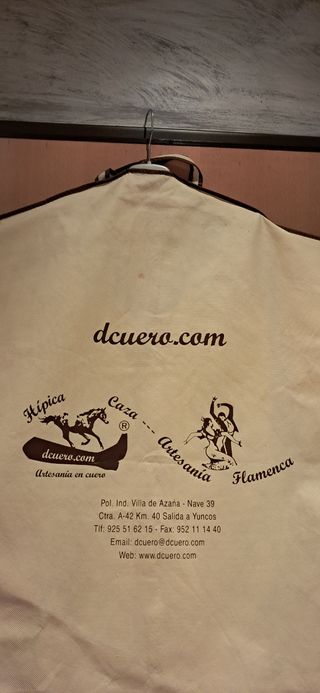 dcuero.com
Hípica
Caza ---
Artesanía
Flamenca
®
dcuero.com
Artesanía en cuero
Pol. Ind. Villa de Azaña - Nave 39
Ctra. A-42 Km. 40 Salida a Yuncos
Tlf: 925 51 62 15 - Fax: 952 11 14 40
Email: dcuero@dcuero.com
Web: www.dcuero.com